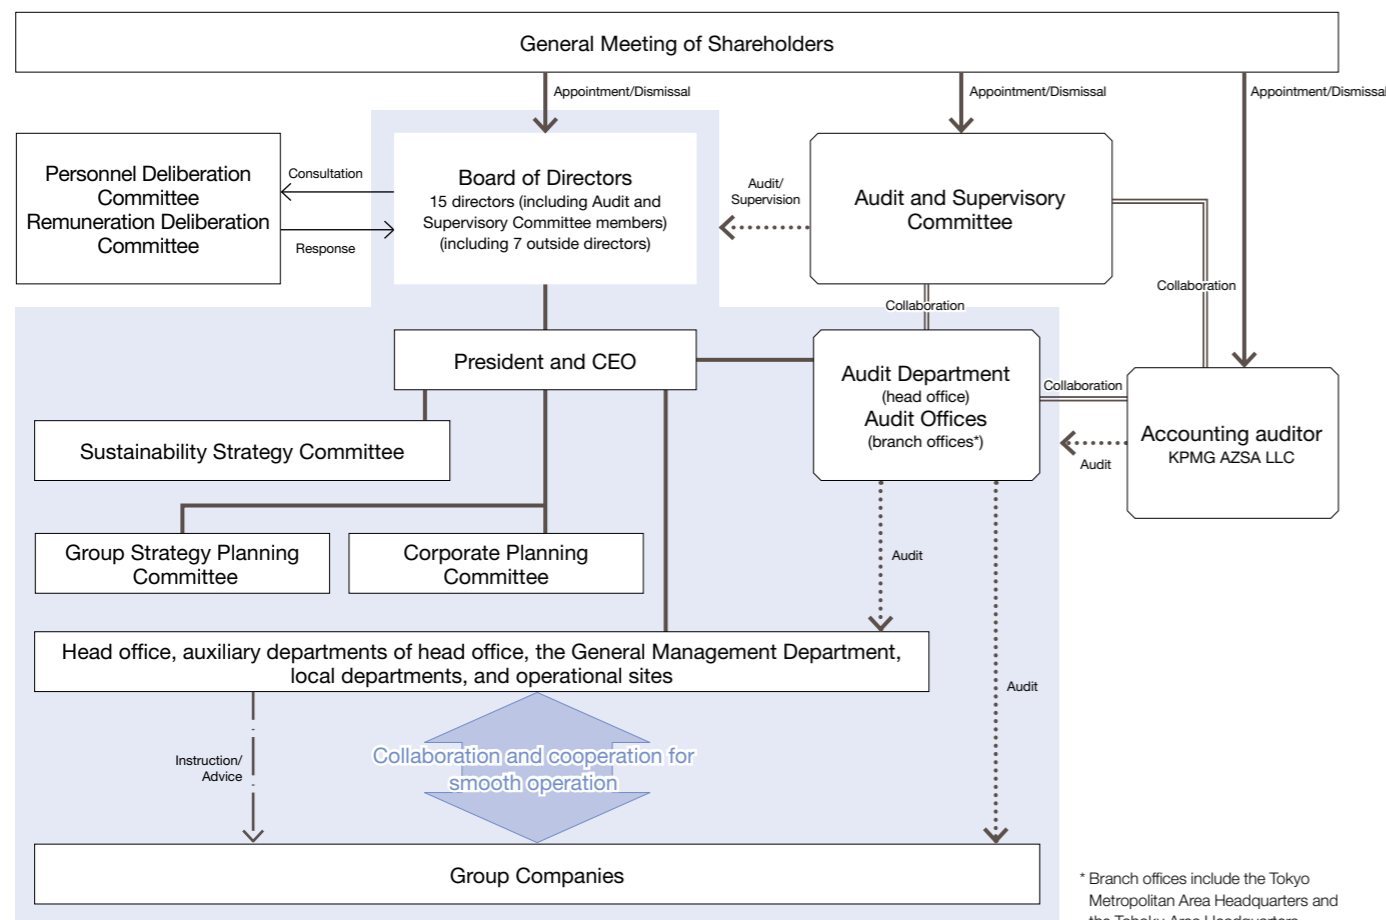 General Meeting of Shareholders
Appointment/Dismissal
Appointment/Dismissal
Appointment/Dismissal
Personnel Deliberation
Committee
Remuneration Deliberation
Committee
Consultation
Response
Board of Directors
15 directors (including Audit and
Supervisory Committee members)
(including 7 outside directors)
Audit/
Supervision
Audit and Supervisory
Committee
Collaboration
Collaboration
President and CEO
Audit Department
(head office)
Audit Offices
(branch offices*)
Collaboration
Audit
Accounting auditor
KPMG AZSA LLC
Sustainability Strategy Committee
Group Strategy Planning
Committee
Corporate Planning
Committee
Audit
Head office, auxiliary departments of head office, the General Management Department,
local departments, and operational sites
Audit
Instruction/
Advice
Collaboration and cooperation for
smooth operation
Group Companies
* Branch offices include the Tokyo
Metropolitan Area Headquarters and
the Tohoku Area Headquarters